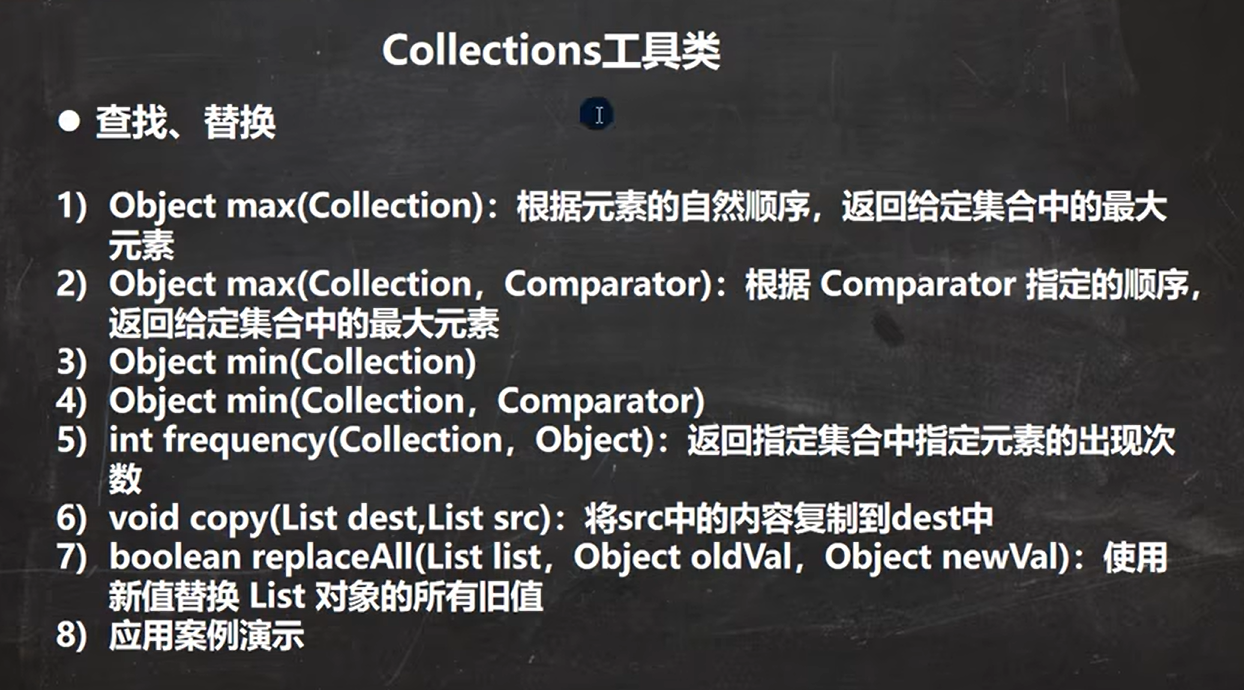 Collections工具类
● 查找、替换
1) Object max(Collection)：根据元素的自然顺序，返回给定集合中的最大
元素
2) Object max(Collection，Comparator)：根据 Comparator 指定的顺序，
返回给定集合中的最大元素
3) Object min(Collection)
4) Object min(Collection，Comparator)
5) int frequency(Collection，Object)：返回指定集合中指定元素的出现次
数
6) void copy(List dest,List src)：将src中的内容复制到dest中
7) boolean replaceAll(List list，Object oldVal，Object newVal)：使用
新值替换 List 对象的所有旧值
8) 应用案例演示